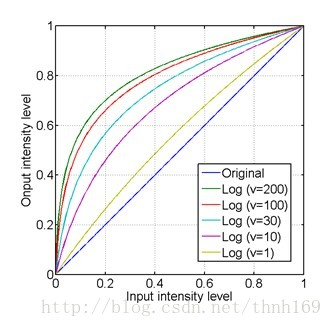 1
0.8
0.6
0.4
0.2
0
Onput intensity level
Original
Log (v=200)
Log (v=100)
Log (v=30)
Log (v=10)
Log (v=1)
0 0.2 0.4 0.6 0.8 1
Input intensity level
http://blog.csdn.net/thnh169